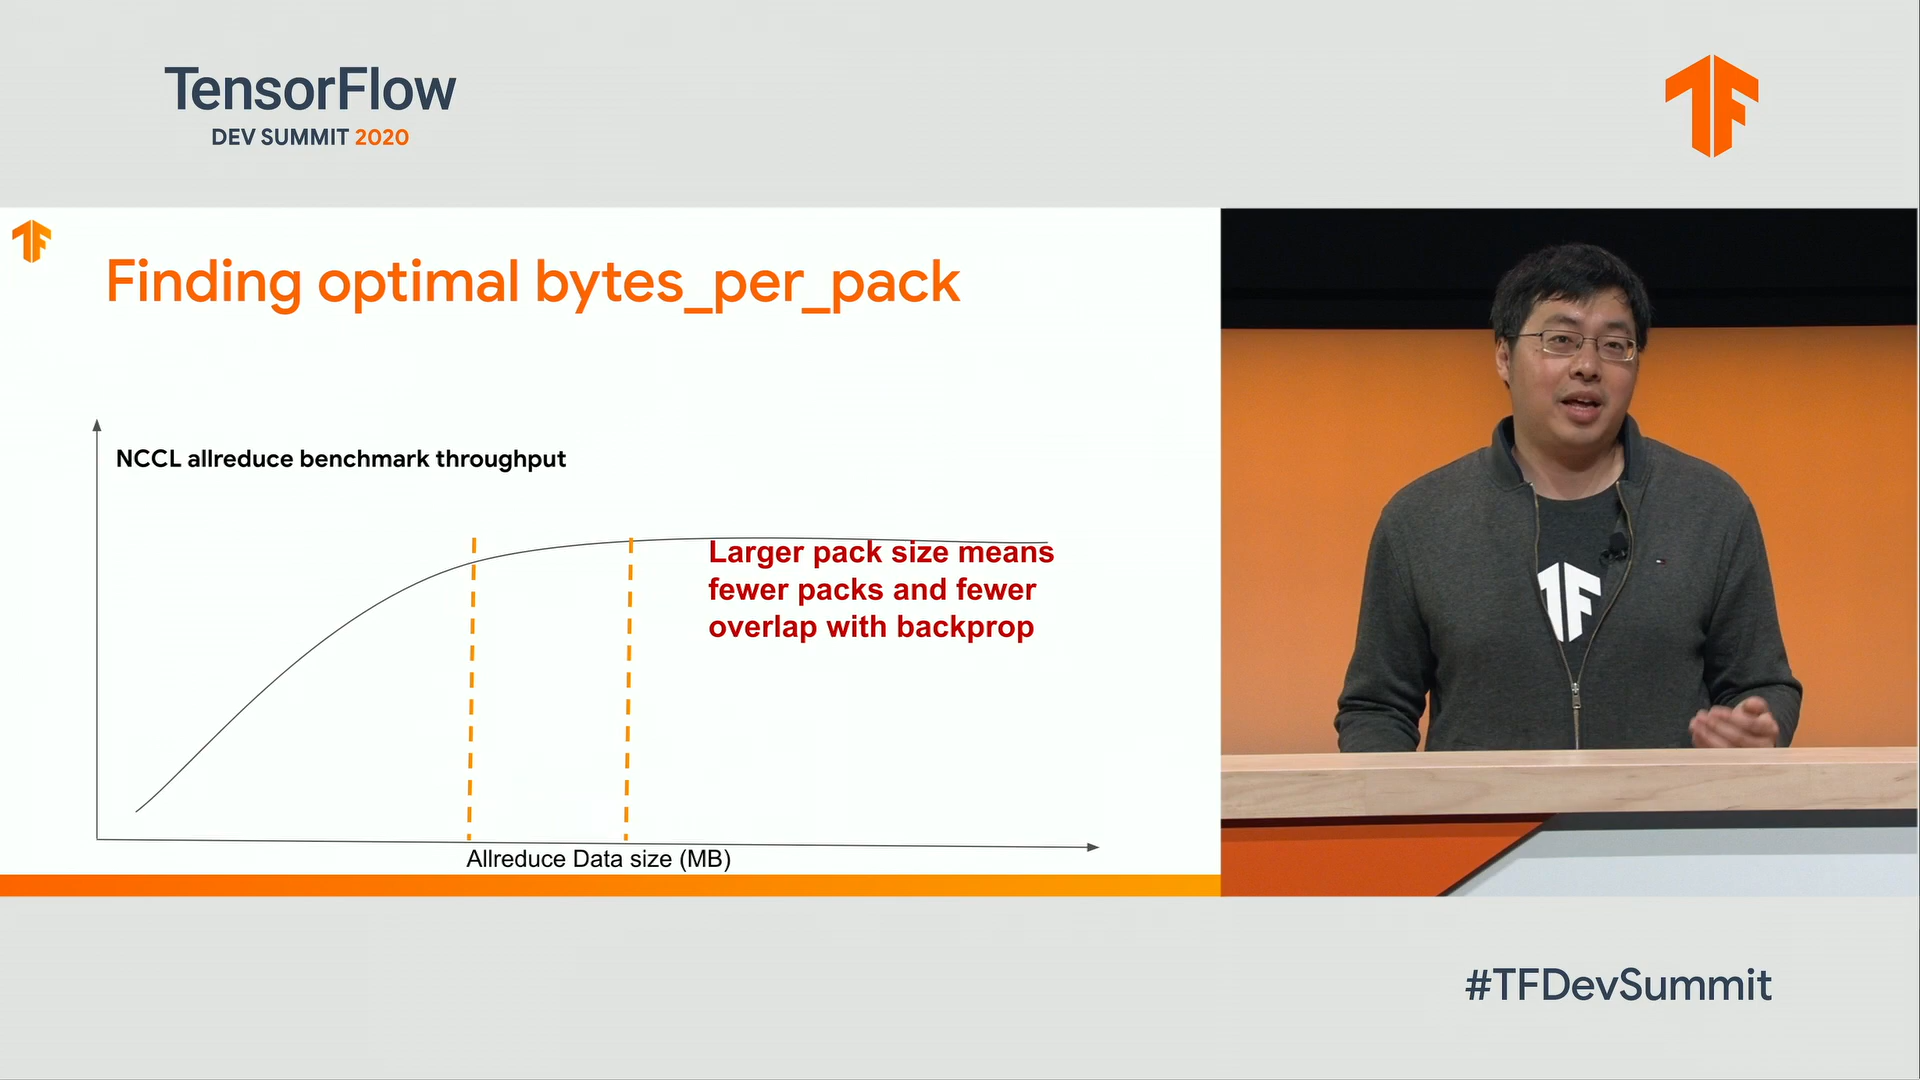 TensorFlow
DEV SUMMIT 2020
Finding optimal bytes_per_pack
NCCL allreduce benchmark throughput
Larger pack size means
fewer packs and fewer
overlap with backprop
Allreduce Data size (MB)
#TFDevSummit